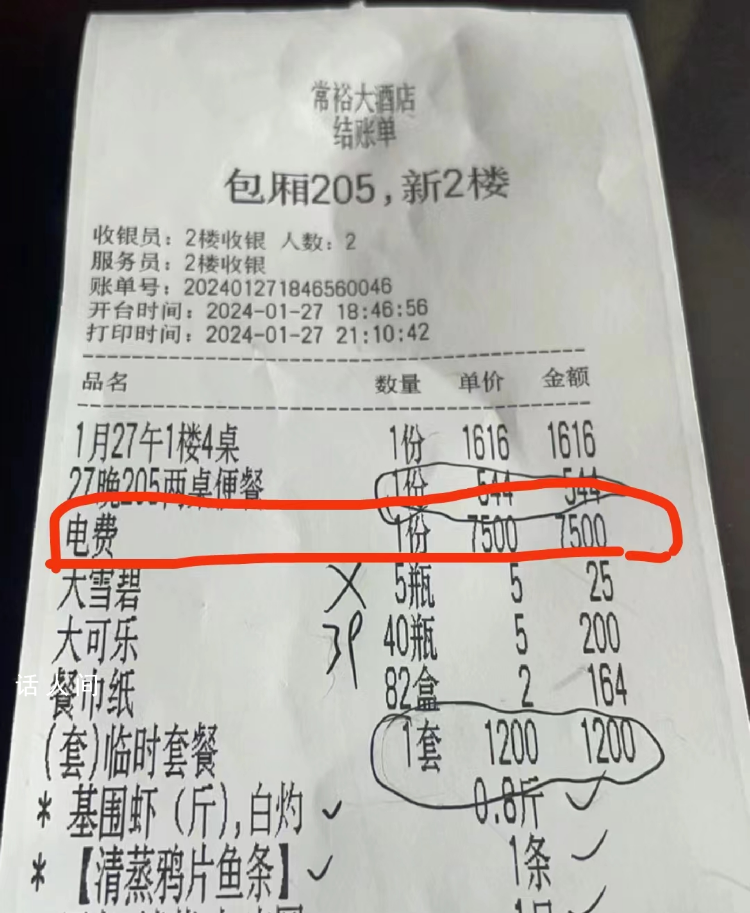 常裕大酒店
结账单
包厢205,新2楼
收银员: 2楼收银 人数: 2
服务员: 2楼收银
账单号: 202401271846560046
开台时间: 2024-01-27 18:46:56
打印时间: 2024-01-27 21:10:42
品名 数量 单价 金额
1月27午1楼4桌 1份 1616 1616
27晚205两桌便餐 1份 544 544
电费 1份 7500 7500
大雪碧 5瓶 5 25
大可乐 40瓶 5 200
餐巾纸 82盒 2 164
(套)临时套餐 1套 1200 1200
* 基围虾(斤),白灼 0.8斤
* 【清蒸鸦片鱼条】 1条